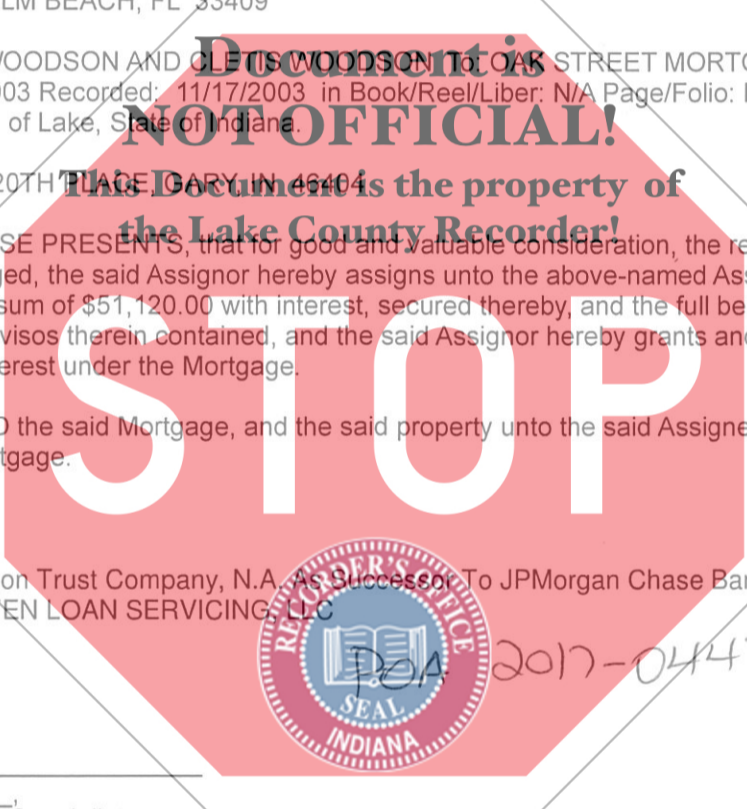 LM BEACH, FL 33409
WOODSON AND CLETIS WOODSON To: OAK STREET MORTG
Document is
003 Recorded: 11/17/2003 in Book/Reel/Liber: N/A Page/Folio:
of Lake, State of Indiana.
NOT OFFICIAL!
20TH PLACE, GARY, IN 46404
This Document is the property of
the Lake County Recorder!
SE PRESENTS, that for good and valuable consideration, the re
ged, the said Assignor hereby assigns unto the above-named Ass
sum of $51,120.00 with interest, secured thereby, and the full be
visos therein contained, and the said Assignor hereby grants and
erest under the Mortgage.
STOP
D the said Mortgage, and the said property unto the said Assigne
tgage.
on Trust Company, N.A. As Successor To JPMorgan Chase Ban
EN LOAN SERVICING, LLC
RECORDER'S OFFICE
POA 2017-044
SEAL
INDIANA